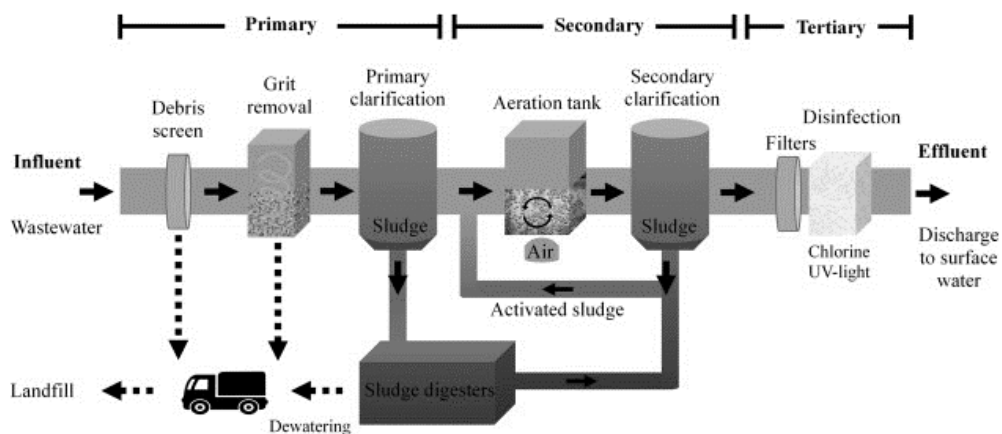 Primary
Secondary
Tertiary
Debris
screen
Grit
removal
Primary
clarification
Aeration tank
Secondary
clarification
Filters
Disinfection
Influent
Effluent
Wastewater
Sludge
Air
Sludge
Chlorine
UV-light
Discharge
to surface
water
Activated sludge
Landfill
Sludge digesters
Dewatering